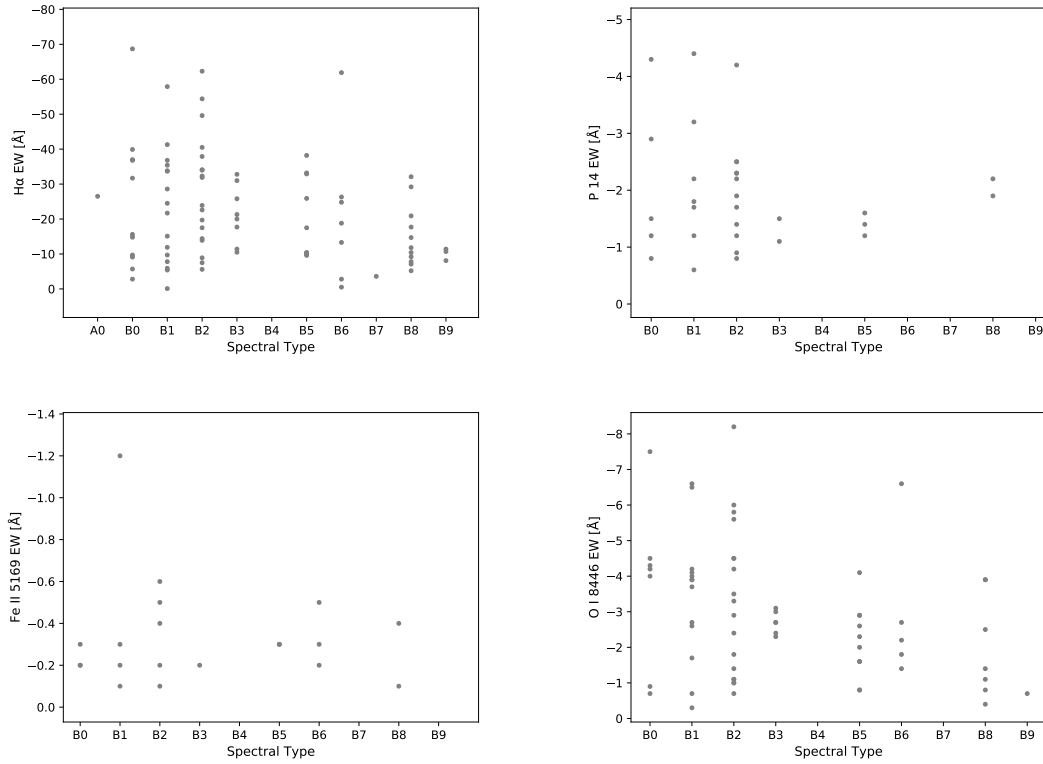 −80
−70
−60
−50
−40
−30
−20
−10
0
Hα EW [Å]
A0 B0 B1 B2 B3 B4 B5 B6 B7 B8 B9
Spectral Type
−5
−4
−3
−2
−1
0
P 14 EW [Å]
B0 B1 B2 B3 B4 B5 B6 B7 B8 B9
Spectral Type
−1.4
−1.2
−1.0
−0.8
−0.6
−0.4
−0.2
0.0
Fe II 5169 EW [Å]
B0 B1 B2 B3 B4 B5 B6 B7 B8 B9
Spectral Type
−8
−7
−6
−5
−4
−3
−2
−1
0
O I 8446 EW [Å]
B0 B1 B2 B3 B4 B5 B6 B7 B8 B9
Spectral Type